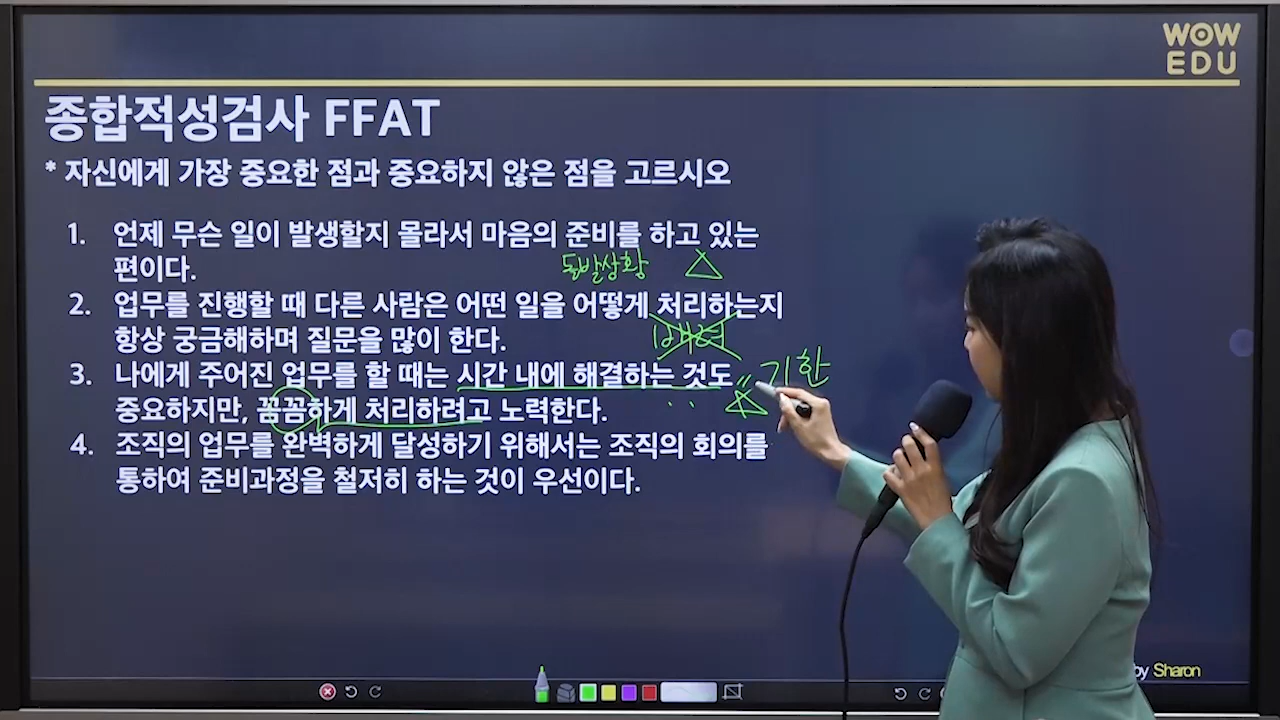 WOW
EDU
종합적성검사 FFAT
* 자신에게 가장 중요한 점과 중요하지 않은 점을 고르시오
1. 언제 무슨 일이 발생할지 몰라서 마음의 준비를 하고 있는
편이다.
돌발상황
2. 업무를 진행할 때 다른 사람은 어떤 일을 어떻게 처리하는지
항상 궁금해하며 질문을 많이 한다.
3. 나에게 주어진 업무를 할 때는 시간 내에 해결하는 것도
기한
중요하지만, 꼼꼼하게 처리하려고 노력한다.
4. 조직의 업무를 완벽하게 달성하기 위해서는 조직의 회의를
통하여 준비과정을 철저히 하는 것이 우선이다.
by Sharon